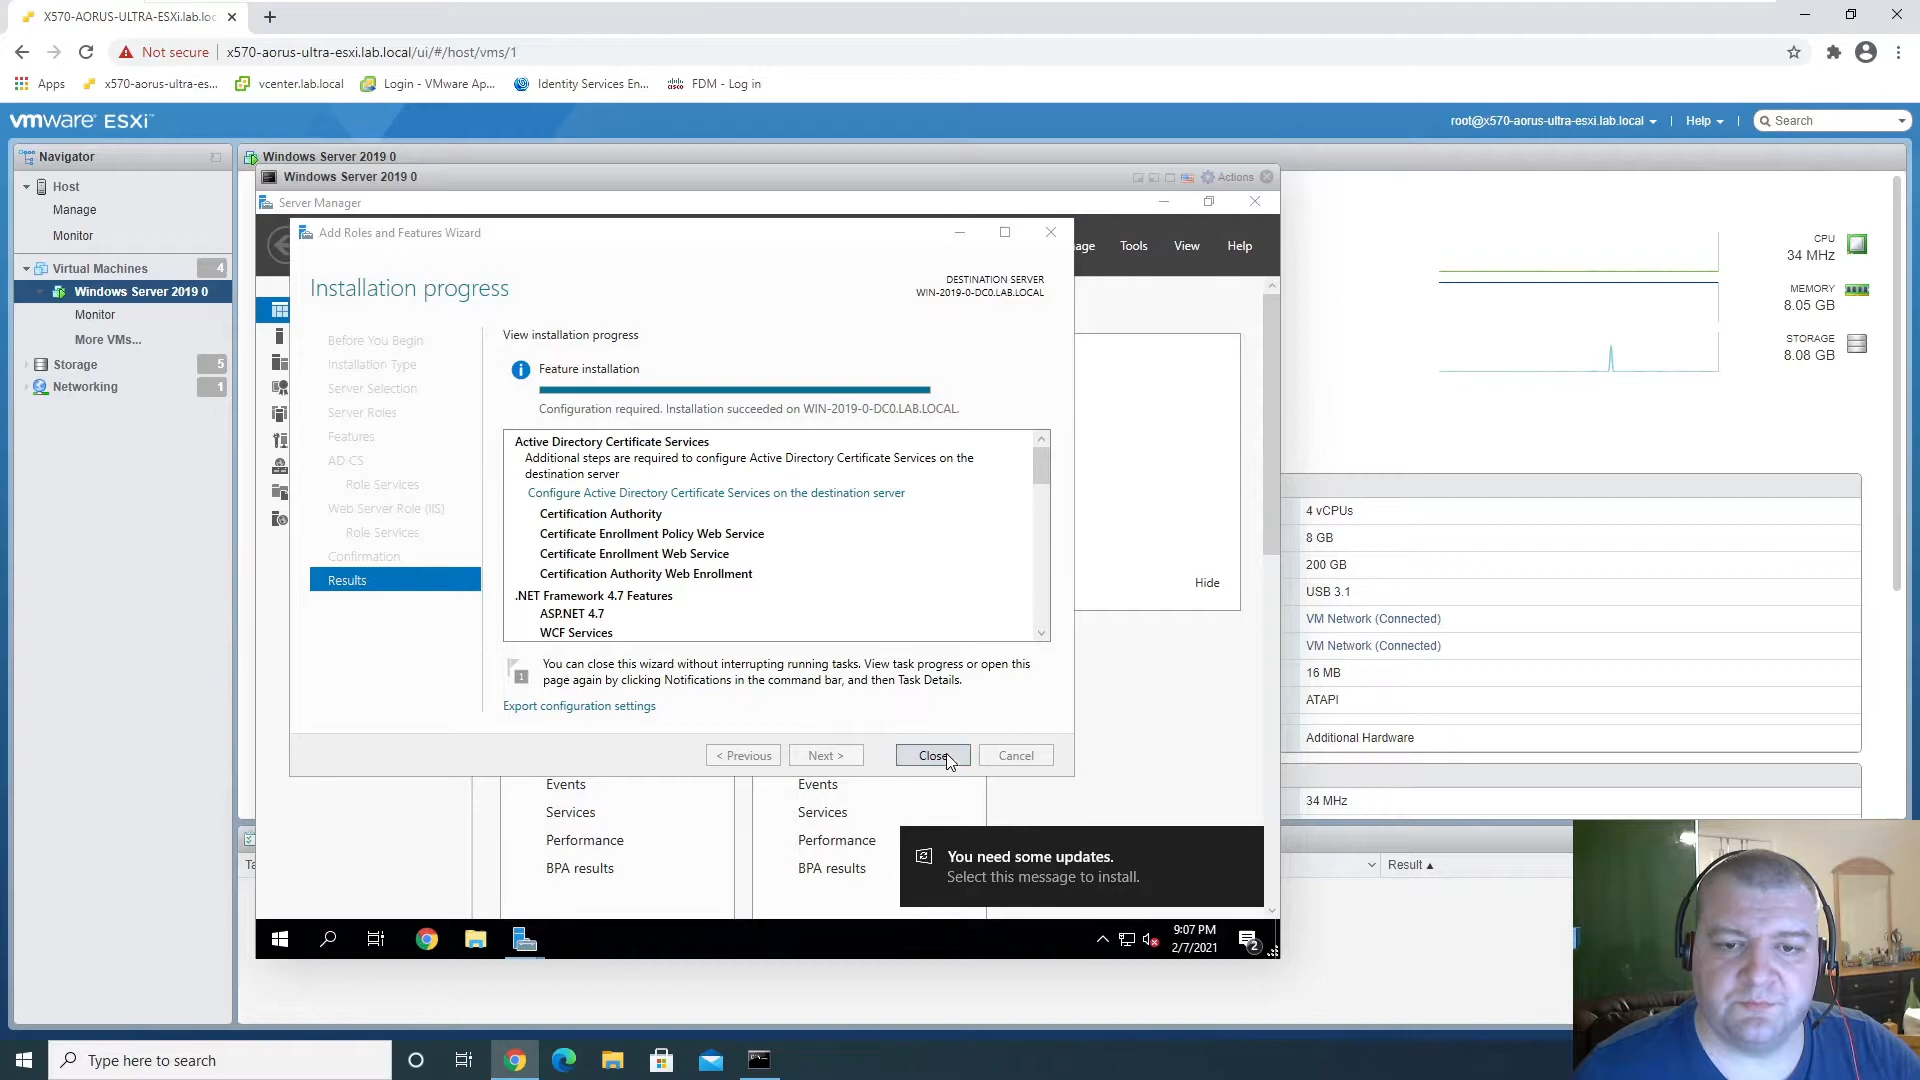 X570-AORUS-ULTRA-ESXi.lab.loc
Not secure
x570-aorus-ultra-esxi.lab.local/ui/#/host/vms/1
Apps
x570-aorus-ultra-es...
vcenter.lab.local
Login - VMware Ap...
Identity Services En...
FDM - Log in
vmware ESXi
root@x570-aorus-ultra-esxi.lab.local
Help
Search
Navigator
Host
Manage
Monitor
Virtual Machines
4
Windows Server 2019 0
Monitor
More VMs...
Storage
5
Networking
1
Windows Server 2019 0
Windows Server 2019 0
Actions
Server Manager
age
Tools
View
Help
Add Roles and Features Wizard
Installation progress
DESTINATION SERVER
WIN-2019-0-DC0.LAB.LOCAL
Before You Begin
Installation Type
Server Selection
Server Roles
Features
AD CS
Role Services
Web Server Role (IIS)
Role Services
Confirmation
Results
View installation progress
Feature installation
Configuration required. Installation succeeded on WIN-2019-0-DC0.LAB.LOCAL.
Active Directory Certificate Services
Additional steps are required to configure Active Directory Certificate Services on the
destination server
Configure Active Directory Certificate Services on the destination server
Certification Authority
Certificate Enrollment Policy Web Service
Certificate Enrollment Web Service
Certification Authority Web Enrollment
.NET Framework 4.7 Features
ASP.NET 4.7
WCF Services
1
You can close this wizard without interrupting running tasks. View task progress or open this
page again by clicking Notifications in the command bar, and then Task Details.
Export configuration settings
< Previous
Next >
Close
Cancel
Hide
Events
Services
Performance
BPA results
Events
Services
Performance
BPA results
You need some updates.
Select this message to install.
9:07 PM
2/7/2021
2
CPU
34 MHz
MEMORY
8.05 GB
STORAGE
8.08 GB
4 vCPUs
8 GB
200 GB
USB 3.1
VM Network (Connected)
VM Network (Connected)
16 MB
ATAPI
Additional Hardware
34 MHz
Ta
Result
Type here to search